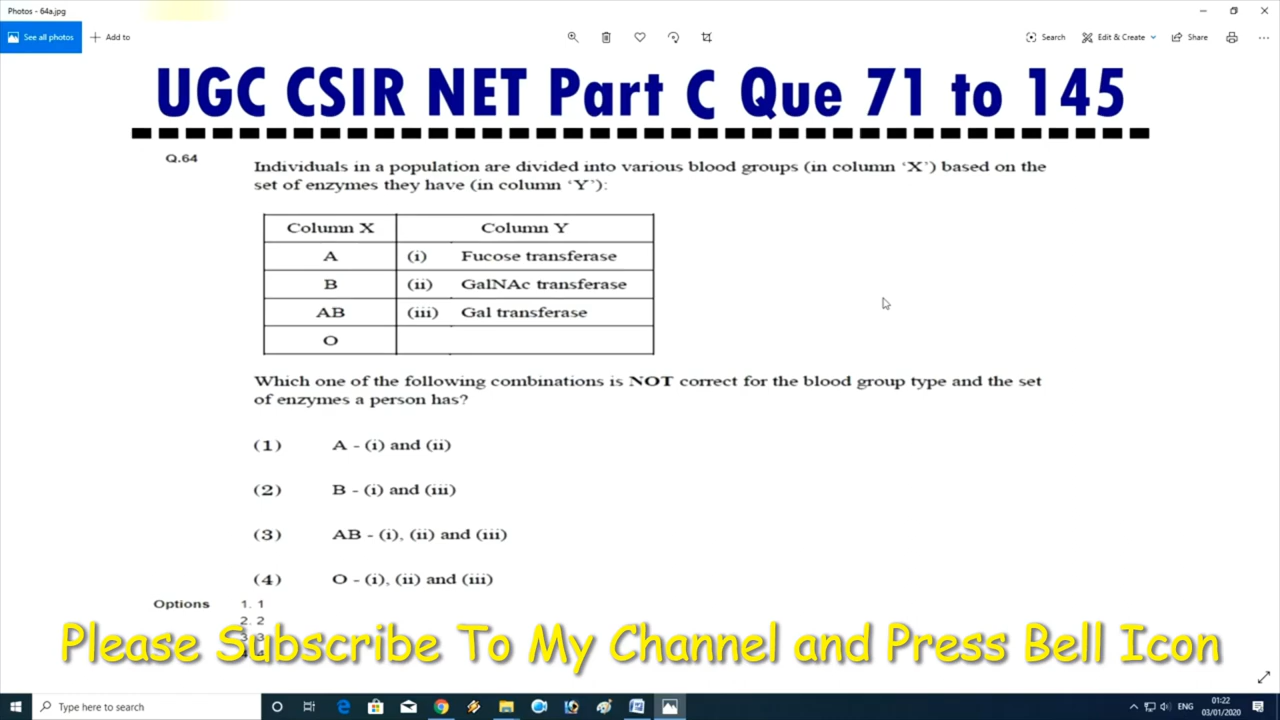 Photos - 64a.jpg
See all photos
Add to
Search
Edit & Create
Share
UGC CSIR NET Part C Que 71 to 145
Q.64
Individuals in a population are divided into various blood groups (in column ‘X’) based on the
set of enzymes they have (in column ‘Y’):
Column X Column Y
A (i) Fucose transferase
B (ii) GalNAc transferase
AB (iii) Gal transferase
O
Which one of the following combinations is NOT correct for the blood group type and the set
of enzymes a person has?
(1) A - (i) and (ii)
(2) B - (i) and (iii)
(3) AB - (i), (ii) and (iii)
(4) O - (i), (ii) and (iii)
Options 1. 1
2. 2
Please Subscribe To My Channel and Press Bell Icon
Type here to search
ENG
01:22
03/01/2020